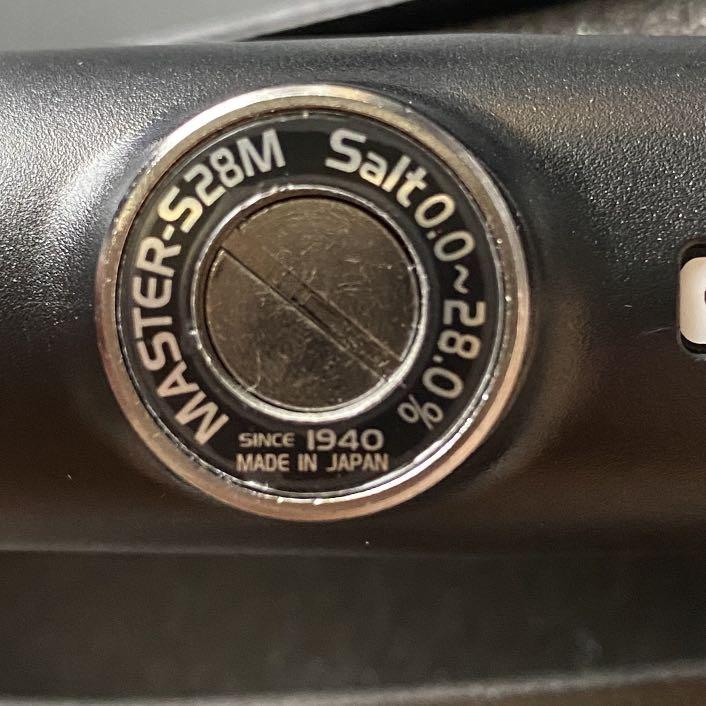 MASTER-S28M
Salt 0.0~28.0%
SINCE 1940
MADE IN JAPAN